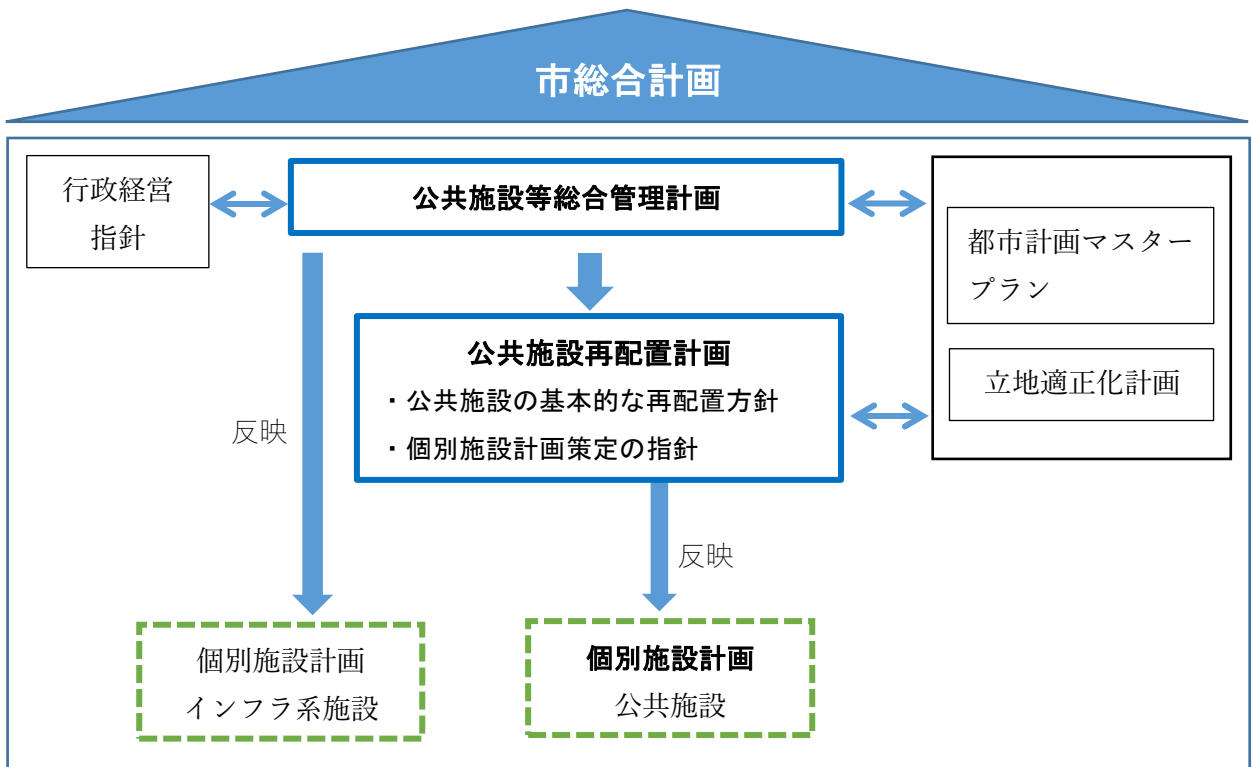 市総合計画
行政経営
指針
公共施設等総合管理計画
都市計画マスター
プラン
立地適正化計画
公共施設再配置計画
・公共施設の基本的な再配置方針
・個別施設計画策定の指針
反映
反映
個別施設計画
インフラ系施設
個別施設計画
公共施設